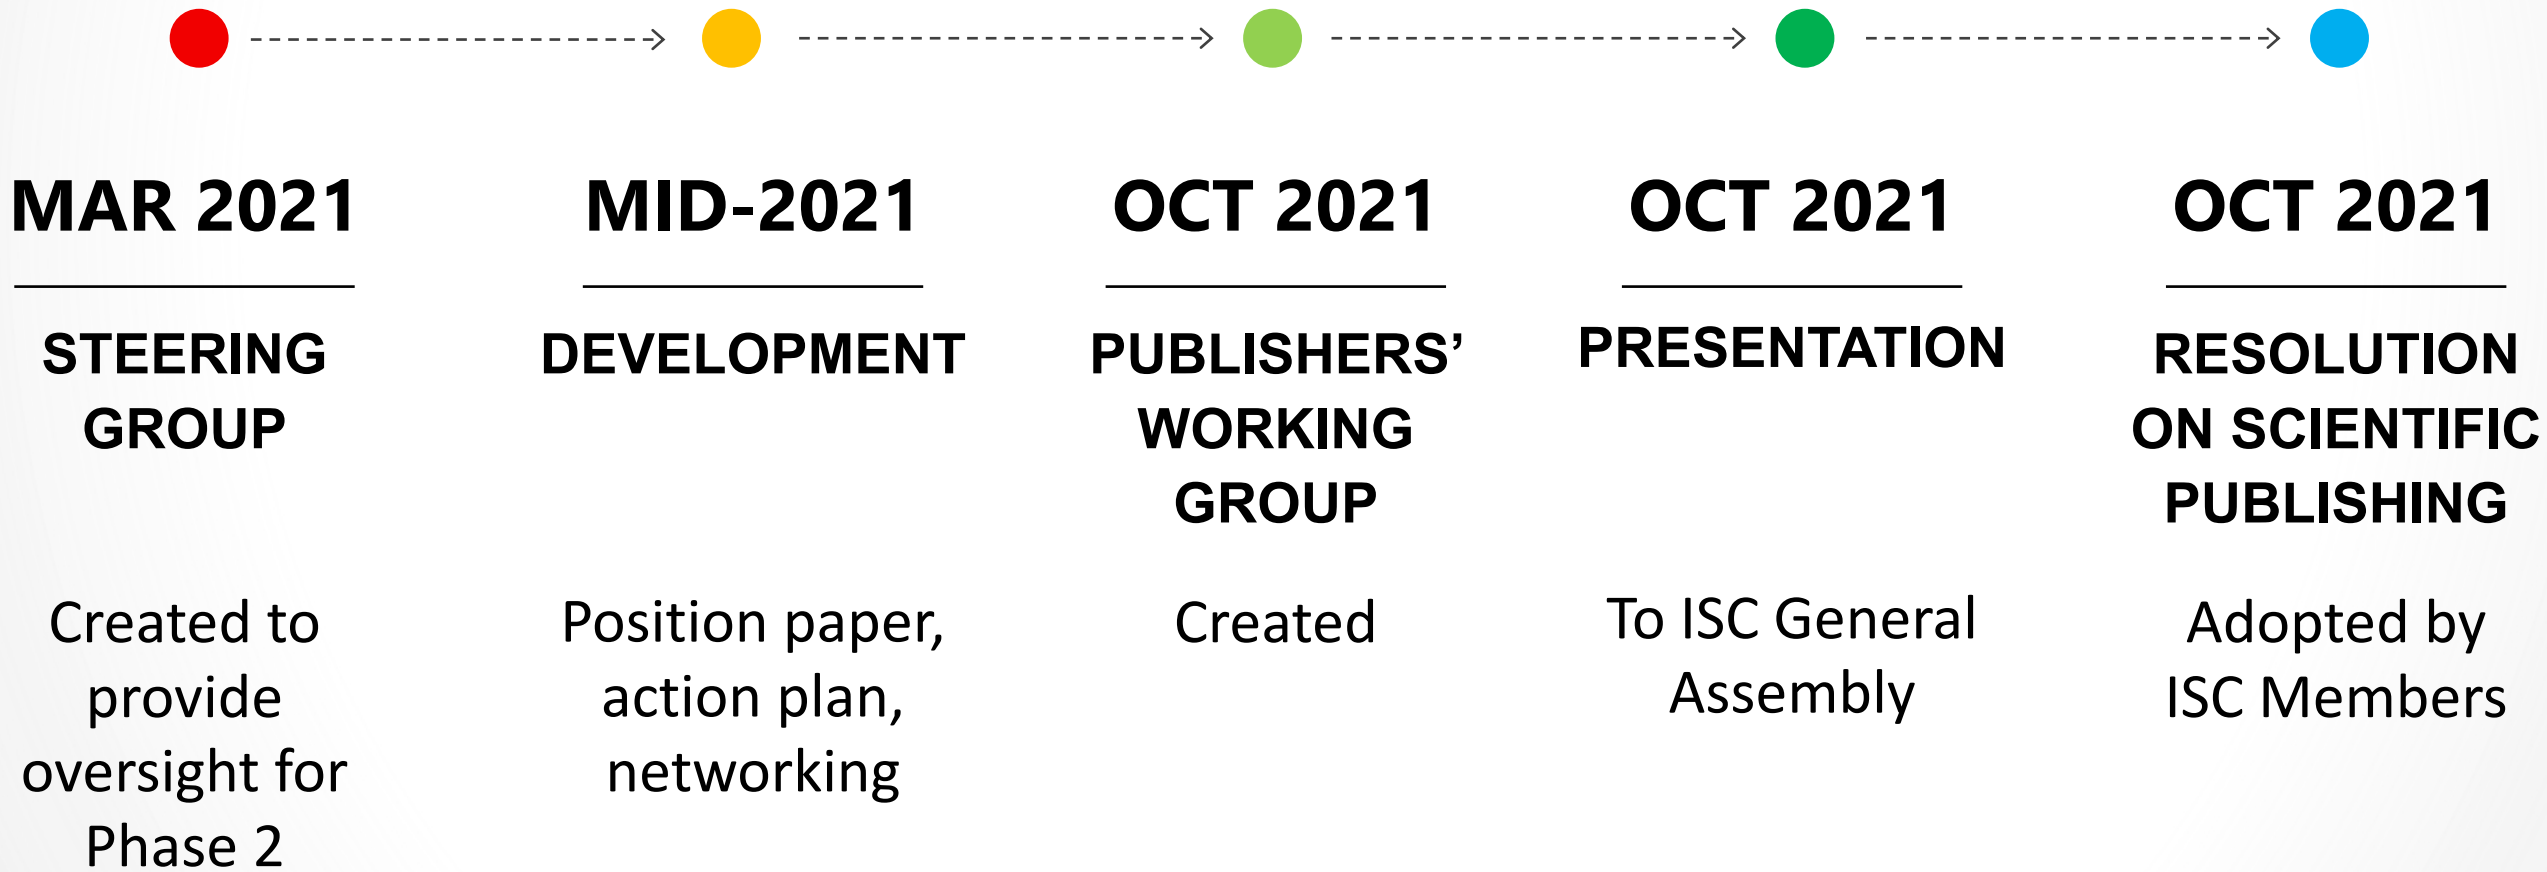 MAR 2021
STEERING
GROUP
Created to
provide
oversight for
Phase 2
MID-2021
DEVELOPMENT
Position paper,
action plan,
networking
OCT 2021
PUBLISHERS’
WORKING
GROUP
Created
OCT 2021
PRESENTATION
To ISC General
Assembly
OCT 2021
RESOLUTION
ON SCIENTIFIC
PUBLISHING
Adopted by
ISC Members